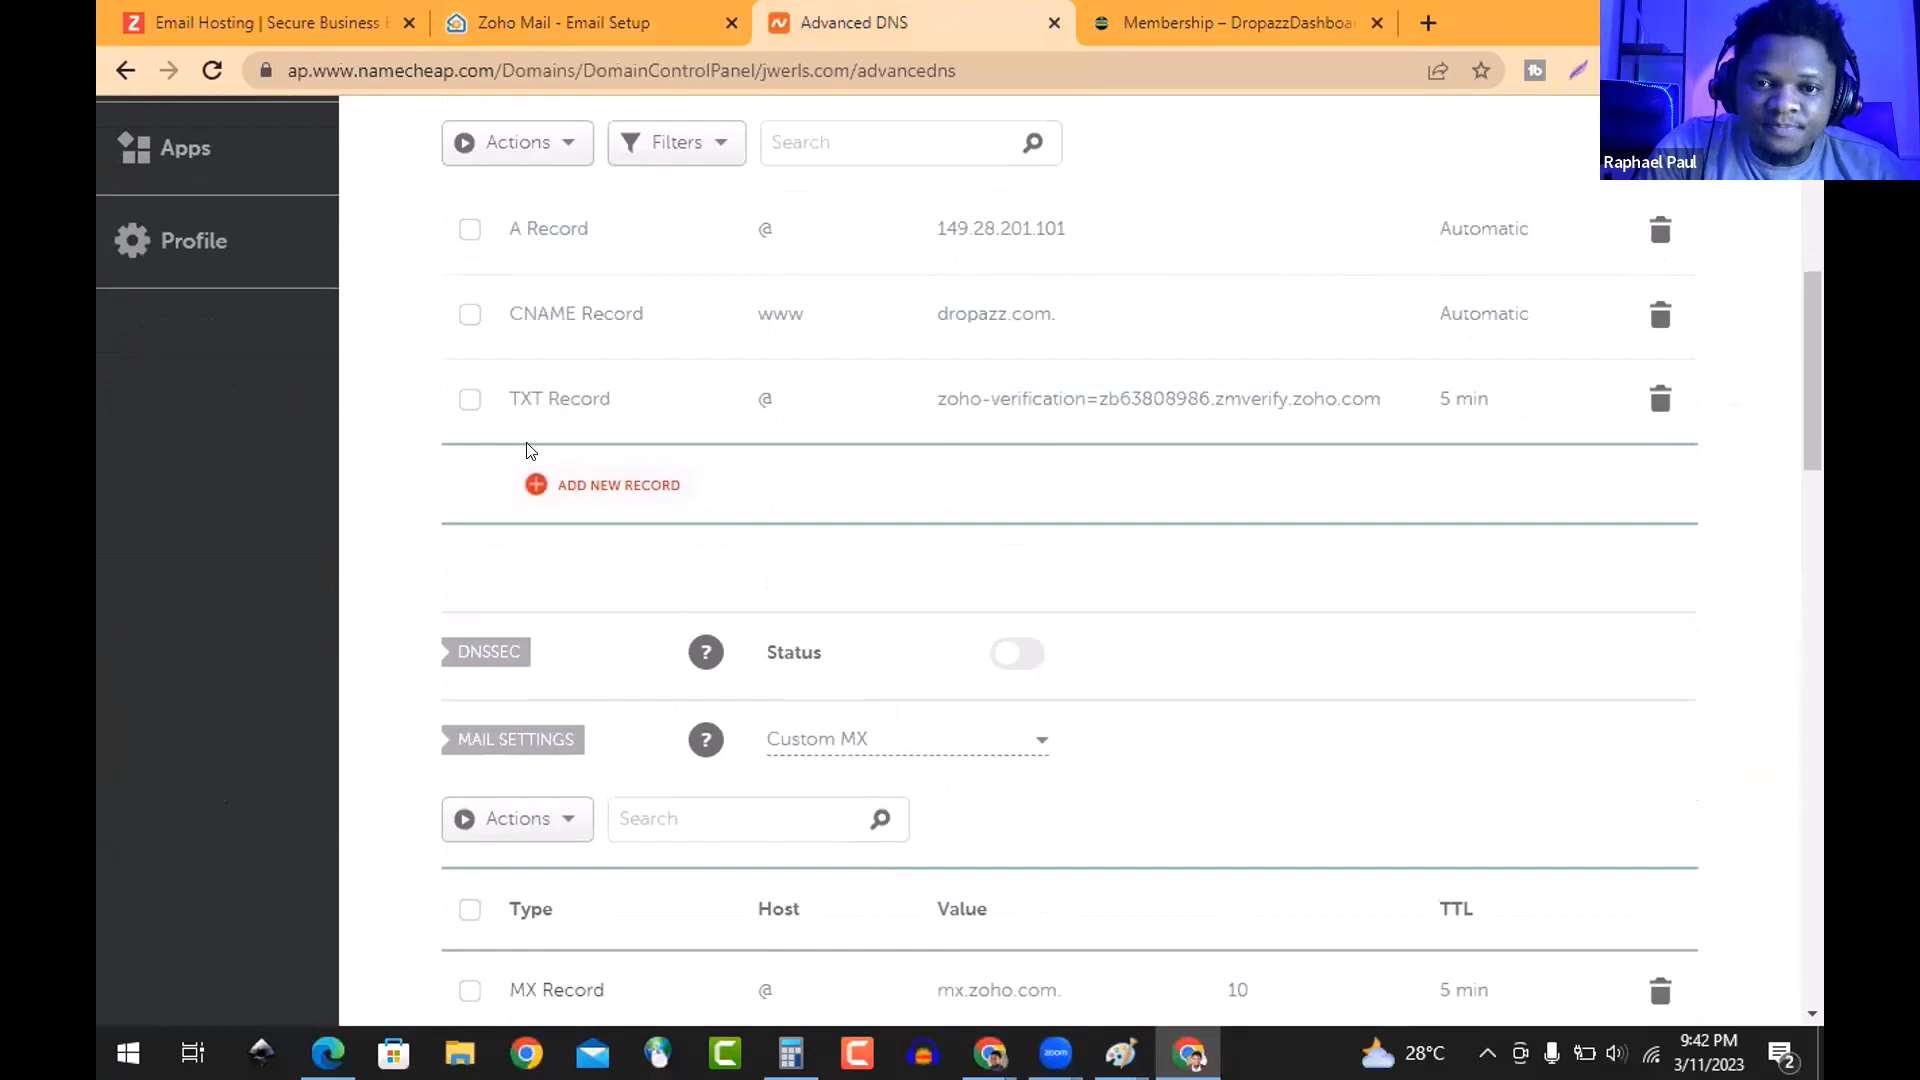 Email Hosting | Secure Business E
Zoho Mail - Email Setup
Advanced DNS
Membership – DropazzDashboa
ap.www.namecheap.com/Domains/DomainControlPanel/jwerls.com/advancedns
Raphael Paul
Apps
Profile
Actions
Filters
Search
A Record @ 149.28.201.101 Automatic
CNAME Record www dropazz.com. Automatic
TXT Record @ zoho-verification=zb63808986.zmverify.zoho.com 5 min
ADD NEW RECORD
DNSSEC ? Status
MAIL SETTINGS ? Custom MX
Actions
Search
Type Host Value TTL
MX Record @ mx.zoho.com. 10 5 min
zoom
28°C
9:42 PM
3/11/2023
2